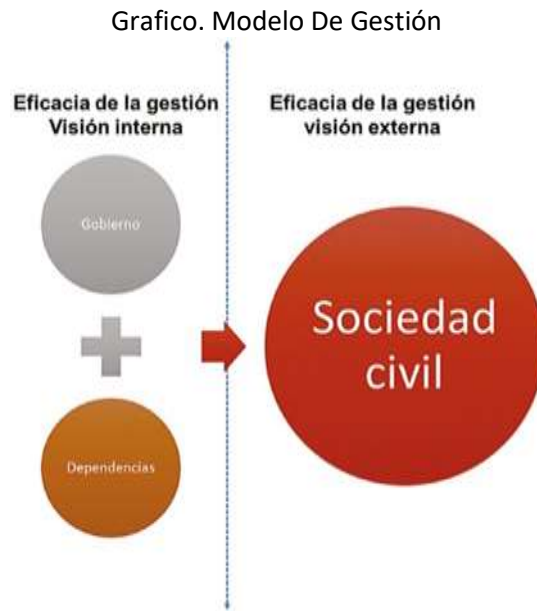 Grafico. Modelo De Gestión
Eficacia de la gestión
Visión interna
Eficacia de la gestión
visión externa
Gobierno
Sociedad
civil
Dependencias